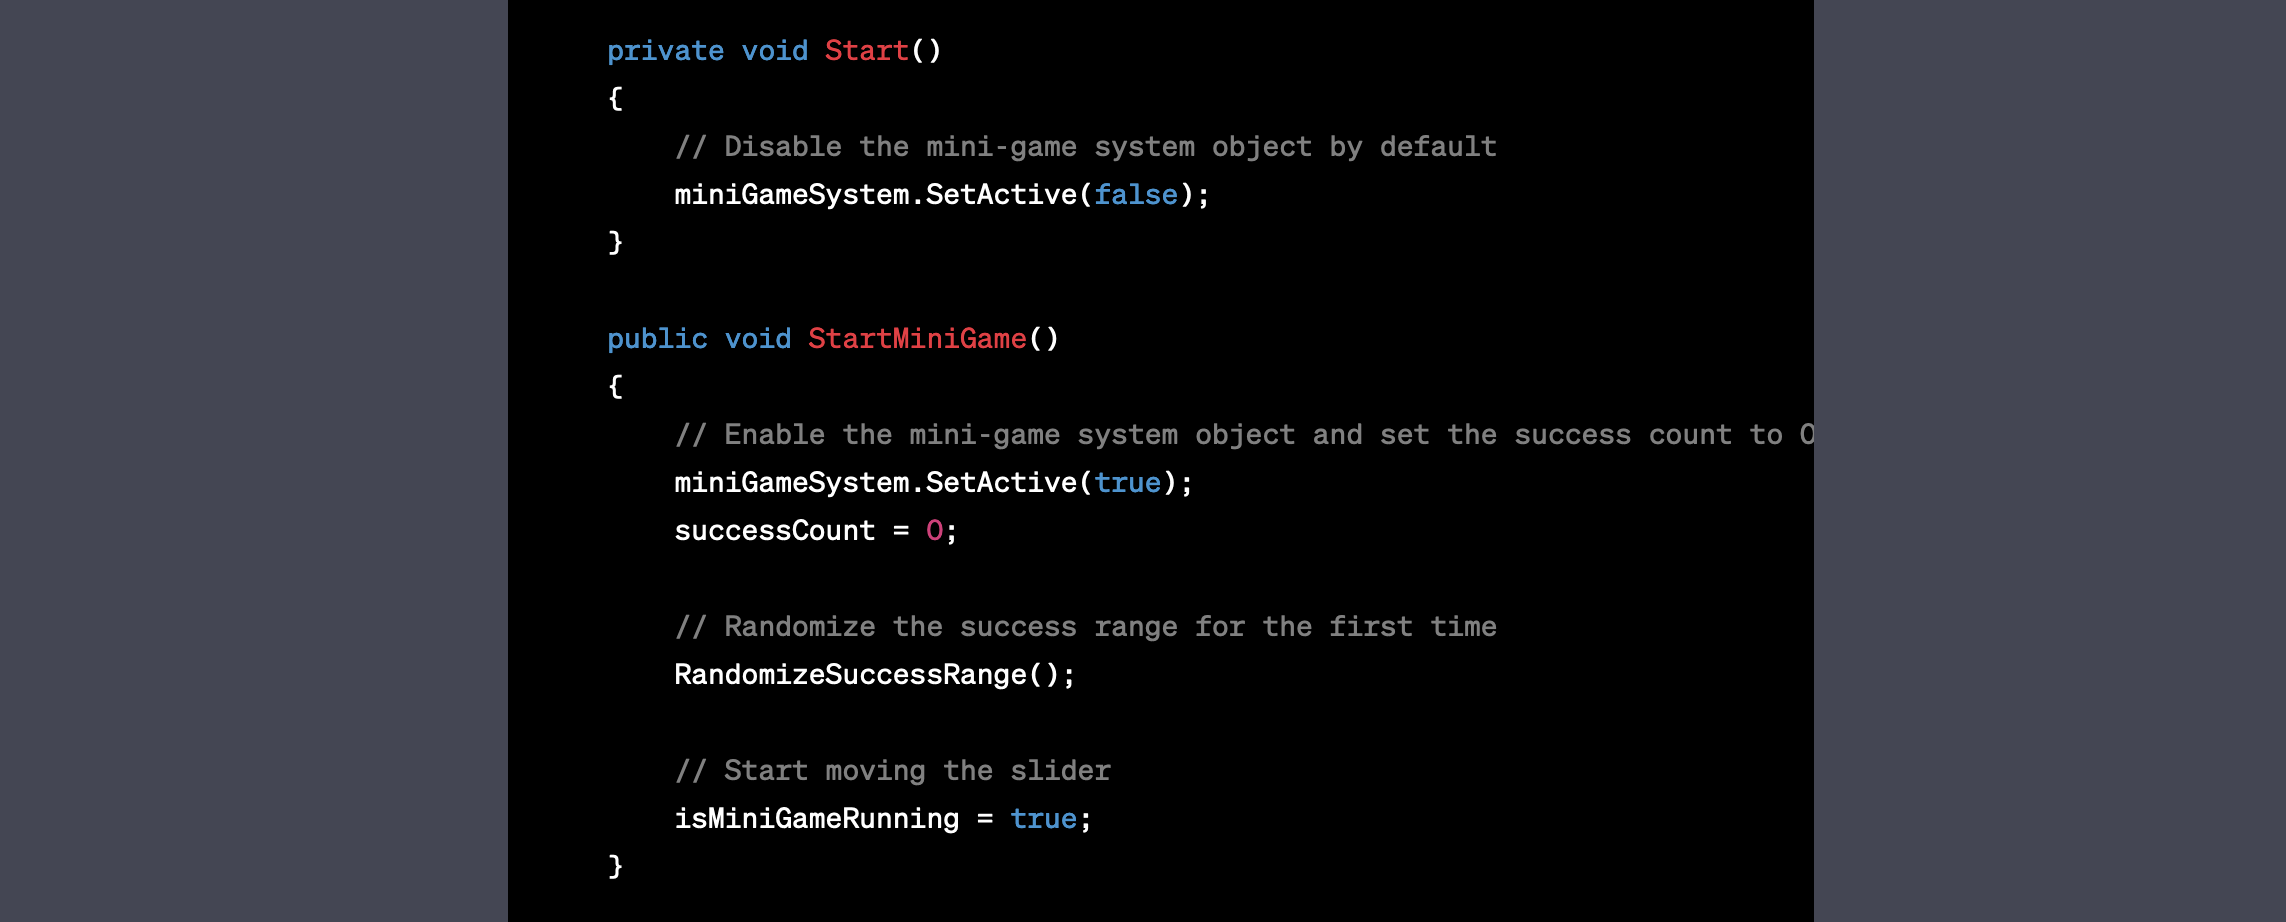 private void Start()
{
// Disable the mini-game system object by default
miniGameSystem.SetActive(false);
}
public void StartMiniGame()
{
// Enable the mini-game system object and set the success count to 0
miniGameSystem.SetActive(true);
successCount = 0;
// Randomize the success range for the first time
RandomizeSuccessRange();
// Start moving the slider
isMiniGameRunning = true;
}